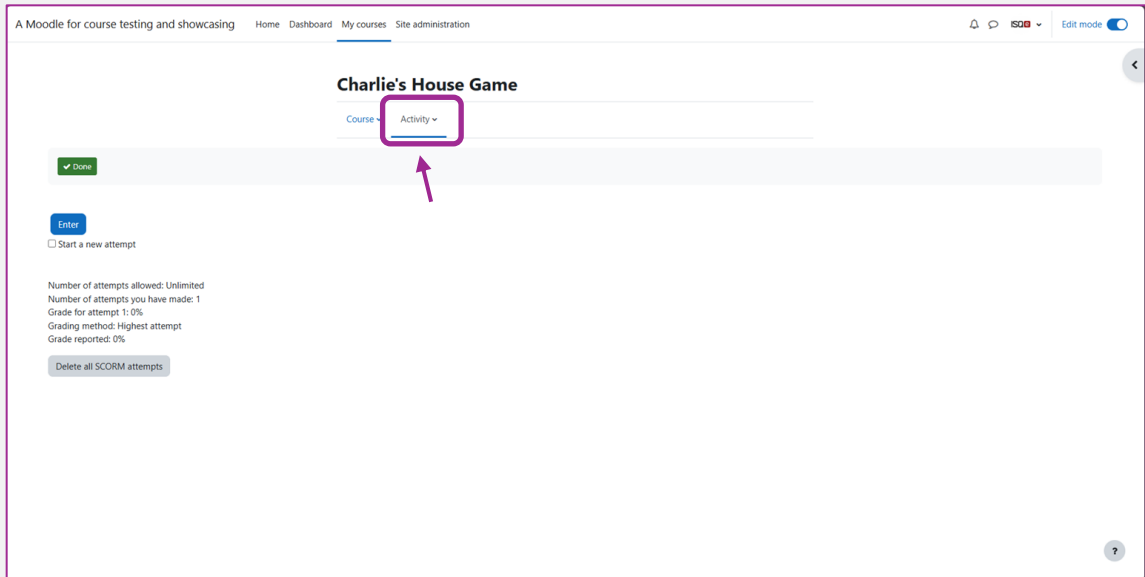 A Moodle for course testing and showcasing Home Dashboard My courses Site administration ISQ Edit mode
Charlie's House Game
Course Activity
Done
Enter
Start a new attempt
Number of attempts allowed: Unlimited
Number of attempts you have made: 1
Grade for attempt 1: 0%
Grading method: Highest attempt
Grade reported: 0%
Delete all SCORM attempts
?